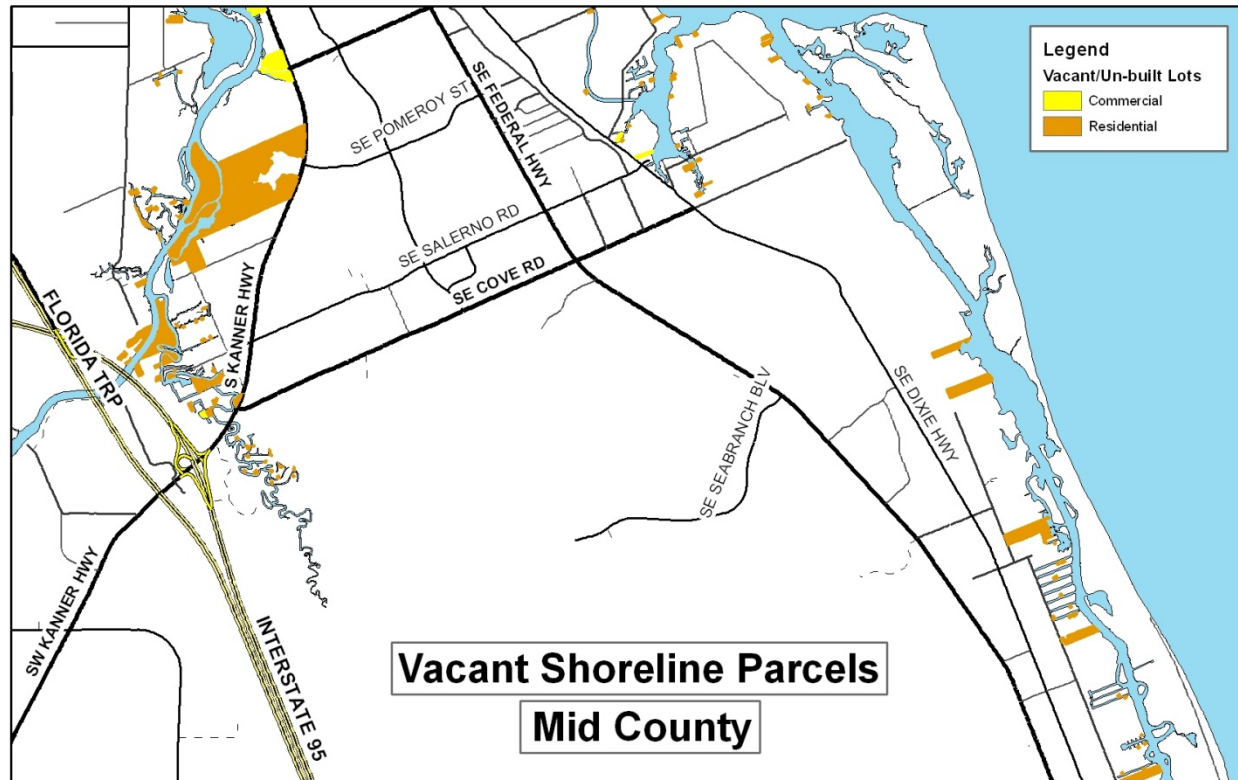 Legend
Vacant/Un-built Lots
Commercial
Residential
SE POMEROY ST
SE FEDERAL HWY
SE SALERNO RD
SE COVE RD
S KANNER HWY
FLORIDA TRP
SE DIXIE HWY
SE SEABRANCH BLV
SW KANNER HWY
INTERSTATE 95
Vacant Shoreline Parcels
Mid County